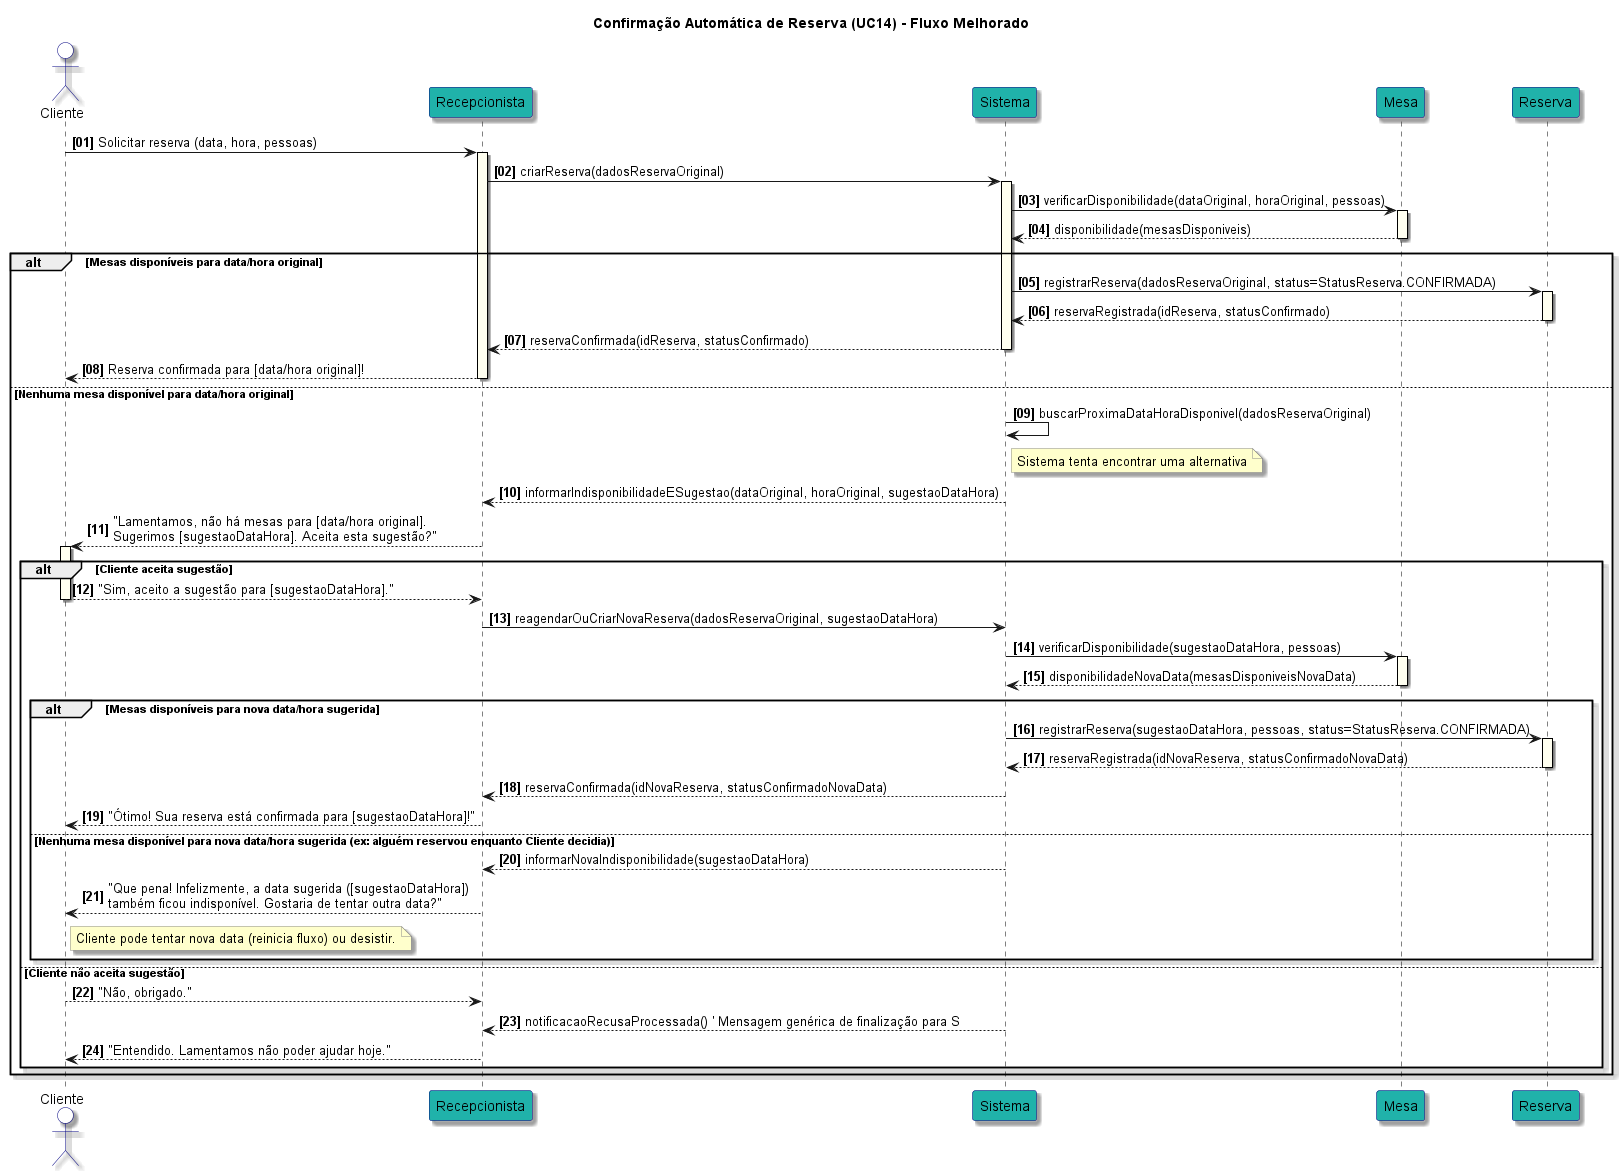 Confirmação Automática de Reserva (UC14) - Fluxo Melhorado
Cliente
Recepcionista
Sistema
Mesa
Reserva
[01] Solicitar reserva (data, hora, pessoas)
[02] criarReserva(dadosReservaOriginal)
[03] verificarDisponibilidade(dataOriginal, horaOriginal, pessoas)
[04] disponibilidade(mesasDisponiveis)
alt [Mesas disponíveis para data/hora original]
[05] registrarReserva(dadosReservaOriginal, status=StatusReserva.CONFIRMADA)
[06] reservaRegistrada(idReserva, statusConfirmado)
[07] reservaConfirmada(idReserva, statusConfirmado)
[08] Reserva confirmada para [data/hora original]!
[Nenhuma mesa disponível para data/hora original]
[09] buscarProximaDataHoraDisponivel(dadosReservaOriginal)
Sistema tenta encontrar uma alternativa
[10] informarIndisponibilidadeESugestao(dataOriginal, horaOriginal, sugestaoDataHora)
[11] "Lamentamos, não há mesas para [data/hora original].
Sugerimos [sugestaoDataHora]. Aceita esta sugestão?"
alt [Cliente aceita sugestão]
[12] "Sim, aceito a sugestão para [sugestaoDataHora]."
[13] reagendarOuCriarNovaReserva(dadosReservaOriginal, sugestaoDataHora)
[14] verificarDisponibilidade(sugestaoDataHora, pessoas)
[15] disponibilidadeNovaData(mesasDisponiveisNovaData)
alt [Mesas disponíveis para nova data/hora sugerida]
[16] registrarReserva(sugestaoDataHora, pessoas, status=StatusReserva.CONFIRMADA)
[17] reservaRegistrada(idNovaReserva, statusConfirmadoNovaData)
[18] reservaConfirmada(idNovaReserva, statusConfirmadoNovaData)
[19] "Ótimo! Sua reserva está confirmada para [sugestaoDataHora]!"
[Nenhuma mesa disponível para nova data/hora sugerida (ex: alguém reservou enquanto Cliente decidia)]
[20] informarNovaIndisponibilidade(sugestaoDataHora)
[21] "Que pena! Infelizmente, a data sugerida ([sugestaoDataHora])
também ficou indisponível. Gostaria de tentar outra data?"
Cliente pode tentar nova data (reinicia fluxo) ou desistir.
[Cliente não aceita sugestão]
[22] "Não, obrigado."
[23] notificacaoRecusaProcessada() ' Mensagem genérica de finalização para S
[24] "Entendido. Lamentamos não poder ajudar hoje."
Cliente
Recepcionista
Sistema
Mesa
Reserva